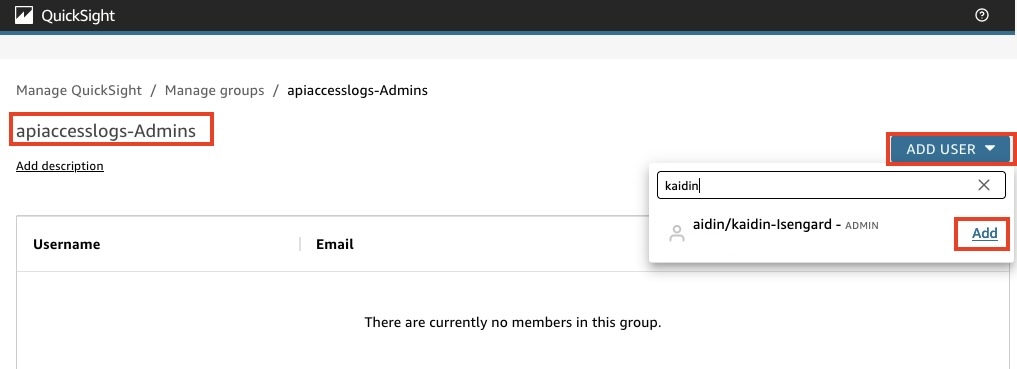 QuickSight
Manage QuickSight / Manage groups / apiaccesslogs-Admins
apiaccesslogs-Admins
ADD USER
Add description
kaidin
aidin/kaidin-Isengard - ADMIN
Add
Username
Email
There are currently no members in this group.